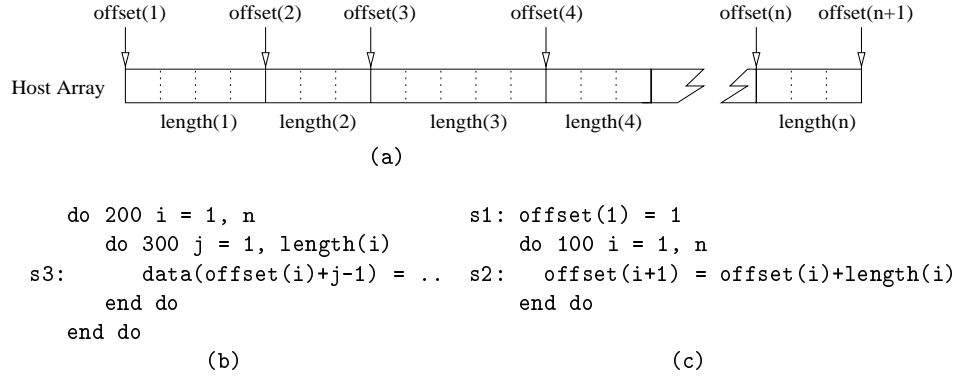 offset(1) offset(2) offset(3) offset(4) offset(n) offset(n+1)
Host Array
length(1) length(2) length(3) length(4) length(n)
(a)
do 200 i = 1, n
do 300 j = 1, length(i)
s3: data(offset(i)+j-1) = ..
end do
end do
(b)
s1: offset(1) = 1
do 100 i = 1, n
s2: offset(i+1) = offset(i)+length(i)
end do
(c)